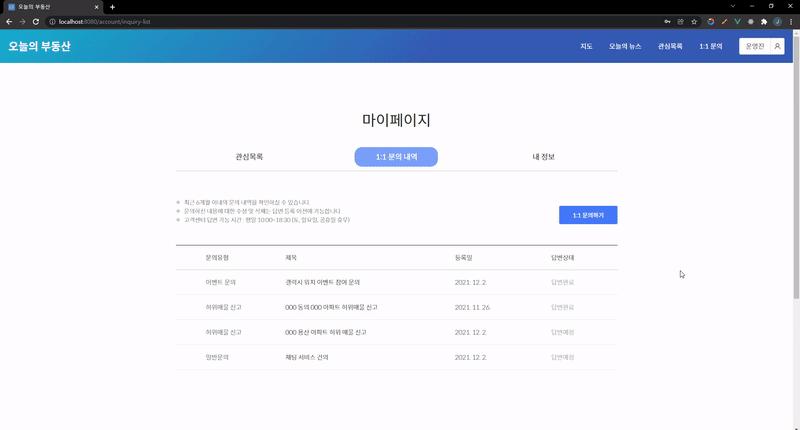 오늘의 부동산
localhost:8080/account/inquiry-list
오늘의 부동산
지도 오늘의 뉴스 관심목록 1:1 문의 운영진
마이페이지
관심목록 1:1 문의 내역 내 정보
최근 6개월 이내의 문의 내역을 확인하실 수 있습니다.
문의하신 내용에 대한 수정 및 삭제는 답변 등록 이전에 가능합니다.
고객센터 답변 가능 시간 : 평일 10:00~18:30 (토, 일요일, 공휴일 휴무)
1:1 문의하기
문의유형 제목 등록일 답변상태
이벤트 문의 갤럭시 워치 이벤트 참여 문의 2021. 12. 2. 답변완료
허위매물 신고 000 동의 000 아파트 허위매물 신고 2021. 11. 26. 답변완료
허위매물 신고 000 용산 아파트 허위 매물 신고 2021. 12. 2. 답변예정
일반문의 채팅 서비스 건의 2021. 12. 2. 답변예정